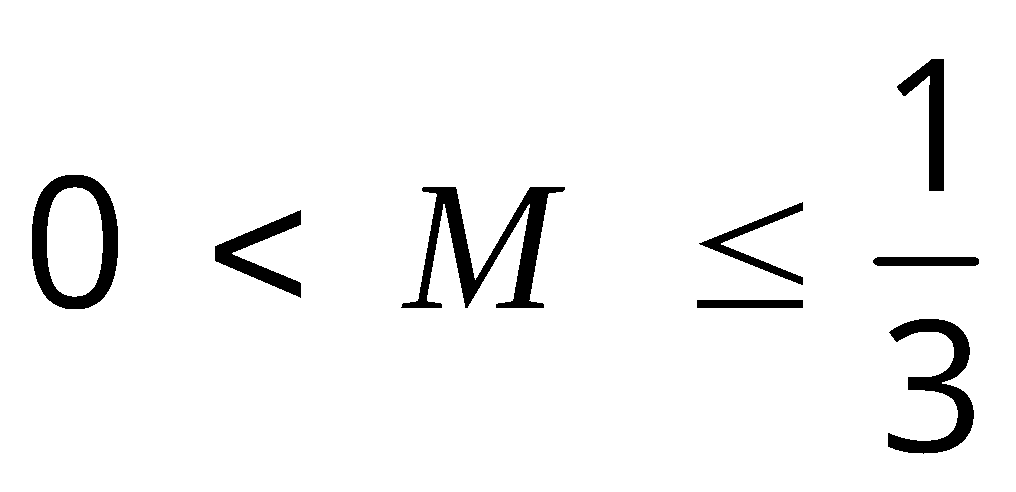 0 < M ≤ 1/3